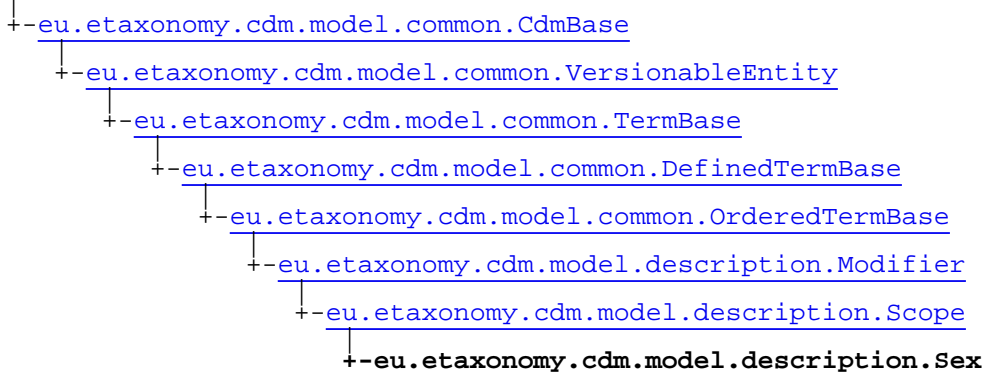 +-eu.etaxonomy.cdm.model.common.CdmBase
+-eu.etaxonomy.cdm.model.common.VersionableEntity
+-eu.etaxonomy.cdm.model.common.TermBase
+-eu.etaxonomy.cdm.model.common.DefinedTermBase
+-eu.etaxonomy.cdm.model.common.OrderedTermBase
+-eu.etaxonomy.cdm.model.description.Modifier
+-eu.etaxonomy.cdm.model.description.Scope
+-eu.etaxonomy.cdm.model.description.Sex